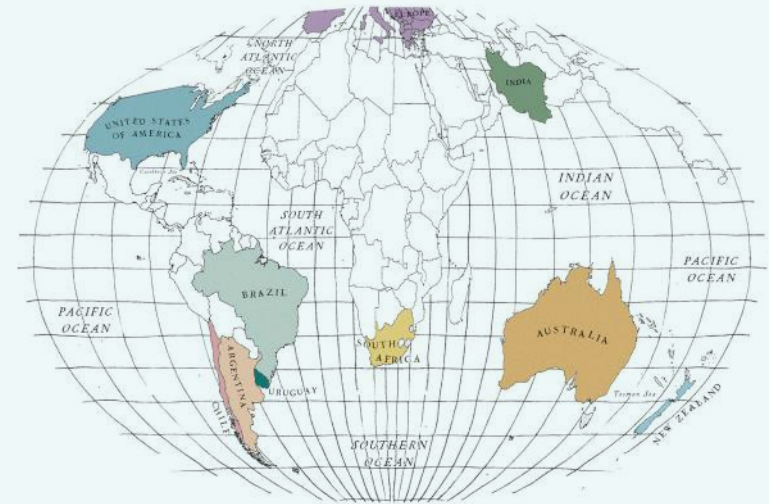 EUROPE
NORTH
ATLANTIC
OCEAN
INDIA
UNITED STATES
OF AMERICA
Caribbean Sea
INDIAN
OCEAN
SOUTH
ATLANTIC
OCEAN
PACIFIC
OCEAN
BRAZIL
PACIFIC
OCEAN
AUSTRALIA
SOUTH
AFRICA
ARGENTINA
URUGUAY
Tasman Sea
CHILE
NEW ZEALAND
SOUTHERN
OCEAN